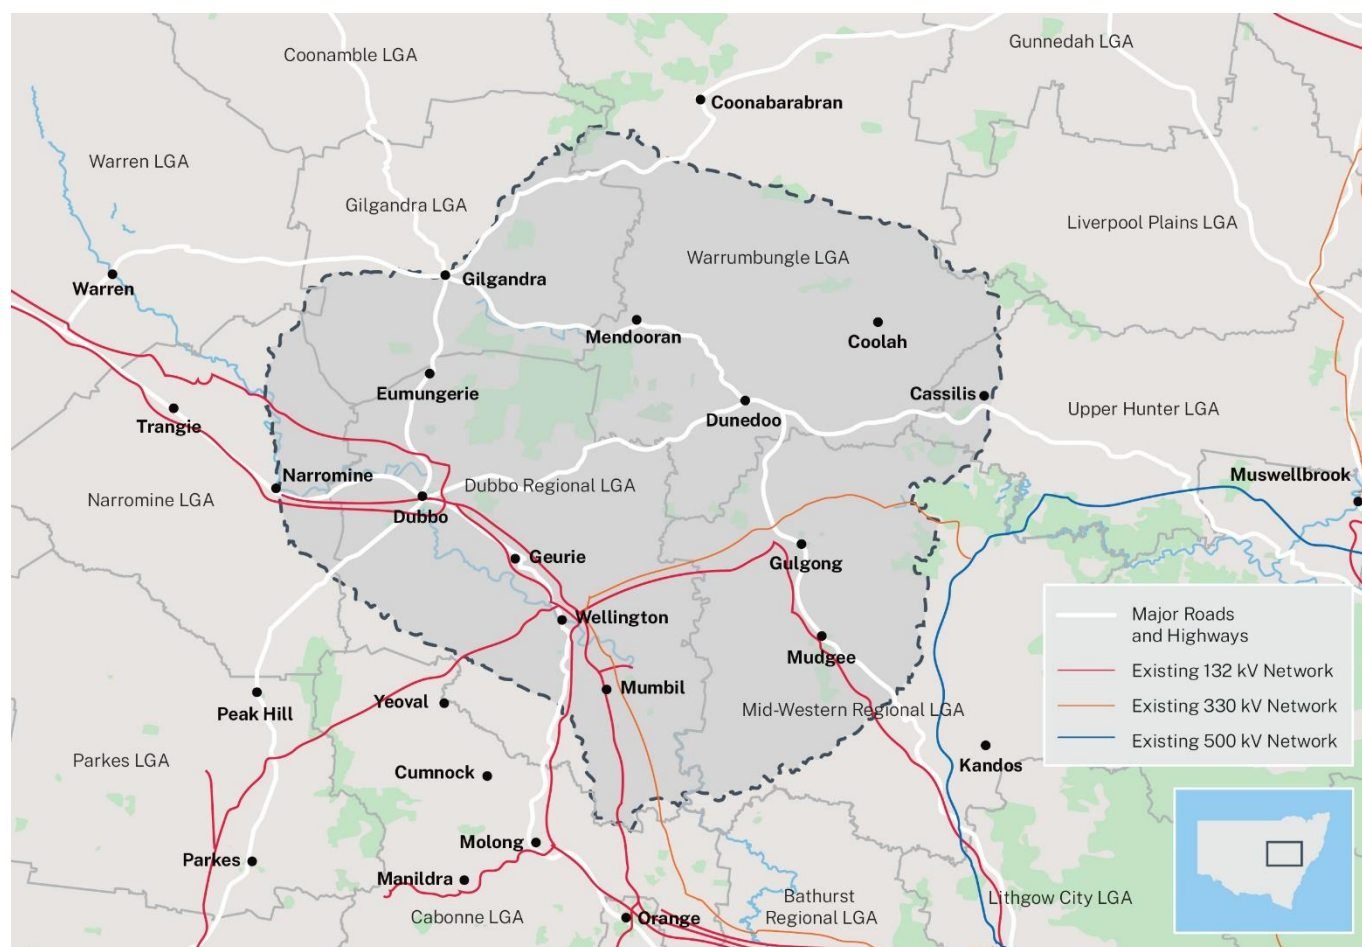 Gunnedah LGA
Coonamble LGA
Coonabarabran
Warren LGA
Gilgandra LGA
Liverpool Plains LGA
Warrumbungle LGA
Gilgandra
Warren
Mendooran
Coolah
Eumungerie
Cassilis
Upper Hunter LGA
Dunedoo
Trangie
Narromine
Muswellbrook
Dubbo Regional LGA
Narromine LGA
Dubbo
Geurie
Gulgong
Wellington
Mudgee
Mumbil
Yeoval
Mid-Western Regional LGA
Peak Hill
Parkes LGA
Kandos
Cumnock
Molong
Parkes
Manildra
Bathurst
Regional LGA
Lithgow City LGA
Cabonne LGA
Orange
Major Roads
and Highways
Existing 132 kV Network
Existing 330 kV Network
Existing 500 kV Network